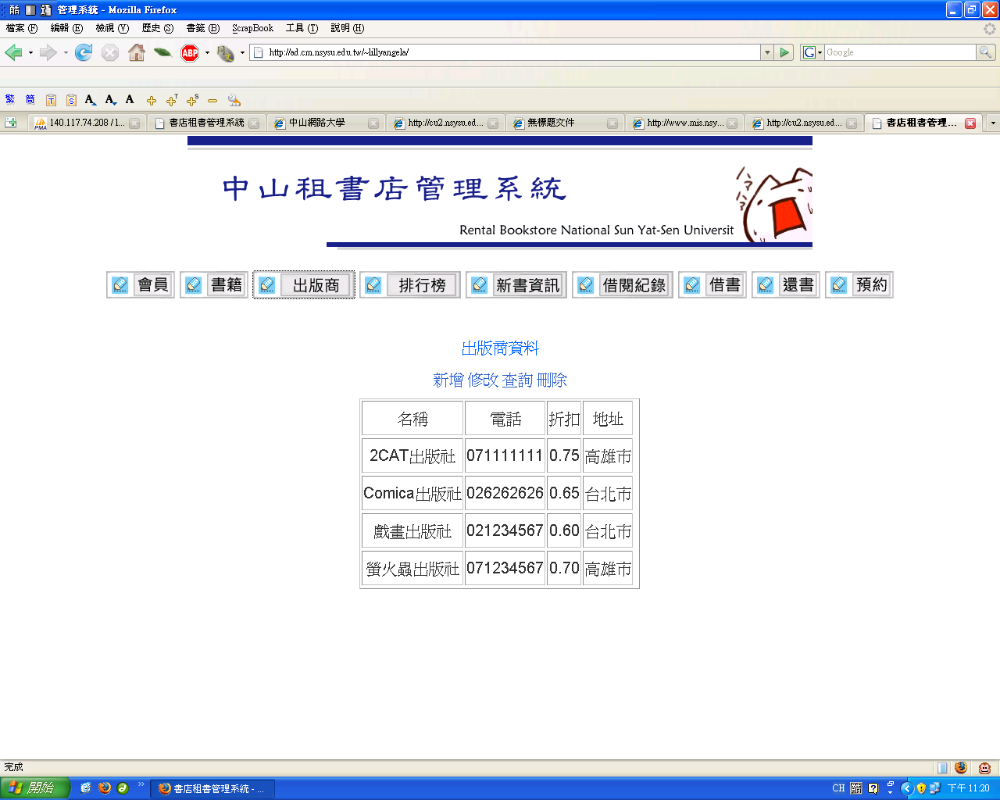 酷 管理系統 - Mozilla Firefox
檔案 (F) 編輯 (E) 檢視 (V) 歷史 (S) 書籤 (B) ScrapBook 工具 (T) 說明 (H)
ABP http://ad.cm.nsysu.edu.tw/~lillyangela/ G Google
繁 簡 T S A A A T S
PMA 140.117.74.208 / l... 書店租書管理系統 中山網路大學 http://cu2.nsysu.ed... 無標題文件 http://www.mis.nsy... http://cu2.nsysu.ed... 書店租書管理...
中山租書店管理系統
Rental Bookstore National Sun Yat-Sen Universit
會員 書籍 出版商 排行榜 新書資訊 借閱紀錄 借書 還書 預約
出版商資料
新增 修改 查詢 刪除
名稱 電話 折扣 地址
2CAT出版社 071111111 0.75 高雄市
Comica出版社 026262626 0.65 台北市
戲畫出版社 021234567 0.60 台北市
螢火蟲出版社 071234567 0.70 高雄市
完成
開始 書店租書管理系統 - ... CH 酷 下午 11:20